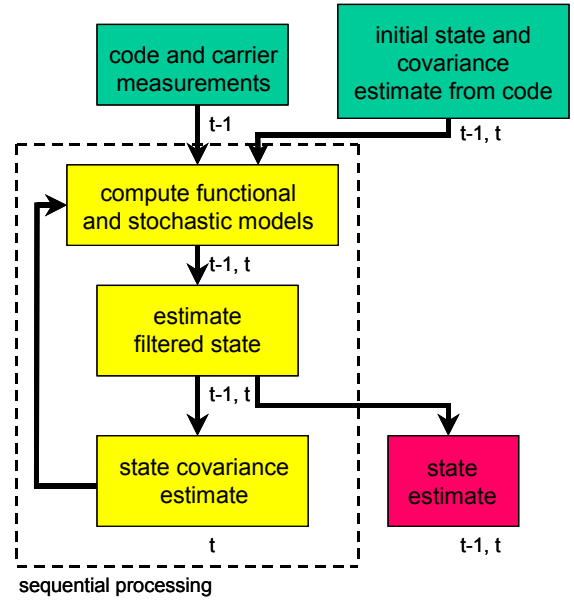 code and carrier
measurements
initial state and
covariance
estimate from code
t-1
t-1, t
compute functional
and stochastic models
t-1, t
estimate
filtered state
t-1, t
state covariance
estimate
state
estimate
t
t-1, t
sequential processing